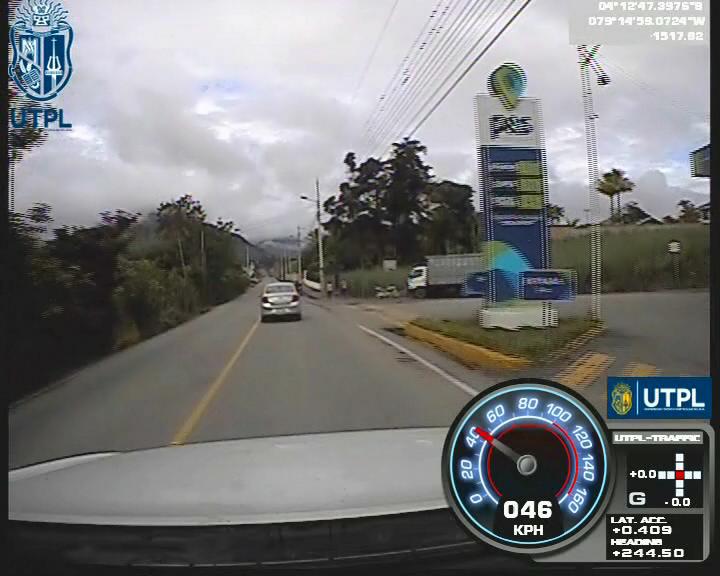 04°12'47.3976"S
079°14'59.0724"W
1517.82
UTPL
p&s
UTPL
UTPL-TRAFFIC
+0.0
G
-0.0
LAT. ACC.
+0.409
HEADING
+244.50
0
20
40
60
80
100
120
140
160
046
KPH